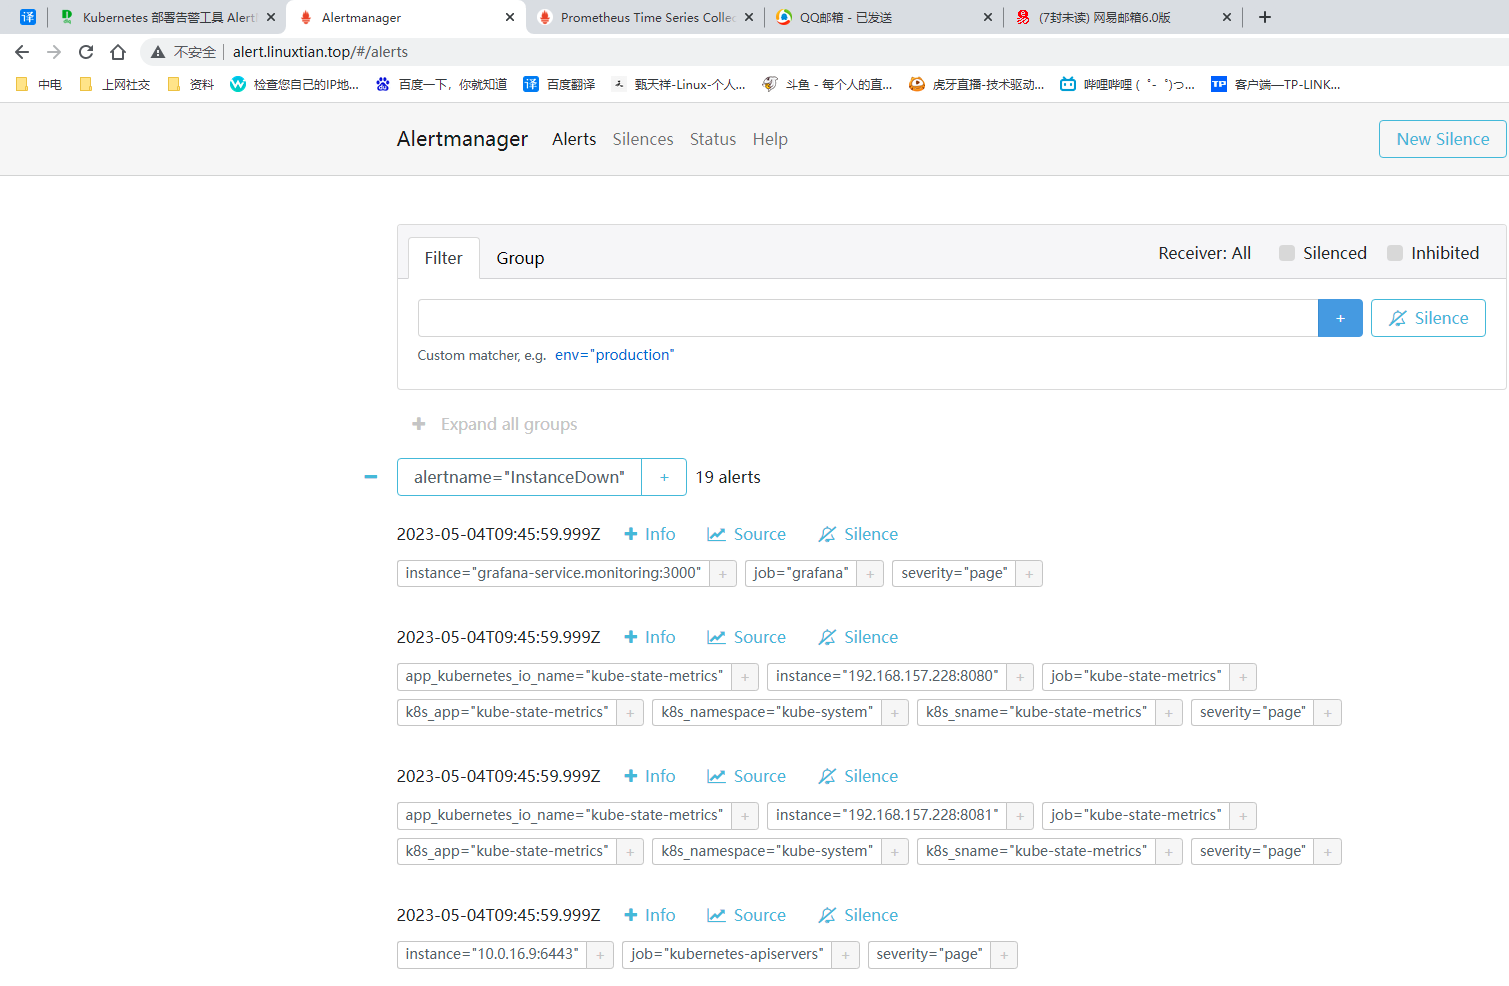 译 Kubernetes 部署告警工具 Alert Alertmanager Prometheus Time Series Collec QQ邮箱 - 已发送 (7封未读) 网易邮箱6.0版
不安全 alert.linuxtian.top/#/alerts
中电 上网社交 资料 检查您自己的IP地... 百度一下，你就知道 译 百度翻译 甄天祥-Linux-个人... 斗鱼 - 每个人的直... 虎牙直播-技术驱动... 哔哩哔哩 ( ゜- ゜)つ... TP 客户端—TP-LINK...
Alertmanager Alerts Silences Status Help New Silence
Filter Group Receiver: All Silenced Inhibited
+ Silence
Custom matcher, e.g. env="production"
+ Expand all groups
− alertname="InstanceDown" + 19 alerts
2023-05-04T09:45:59.999Z + Info Source Silence
instance="grafana-service.monitoring:3000" + job="grafana" + severity="page" +
2023-05-04T09:45:59.999Z + Info Source Silence
app_kubernetes_io_name="kube-state-metrics" + instance="192.168.157.228:8080" + job="kube-state-metrics" +
k8s_app="kube-state-metrics" + k8s_namespace="kube-system" + k8s_sname="kube-state-metrics" + severity="page" +
2023-05-04T09:45:59.999Z + Info Source Silence
app_kubernetes_io_name="kube-state-metrics" + instance="192.168.157.228:8081" + job="kube-state-metrics" +
k8s_app="kube-state-metrics" + k8s_namespace="kube-system" + k8s_sname="kube-state-metrics" + severity="page" +
2023-05-04T09:45:59.999Z + Info Source Silence
instance="10.0.16.9:6443" + job="kubernetes-apiservers" + severity="page" +